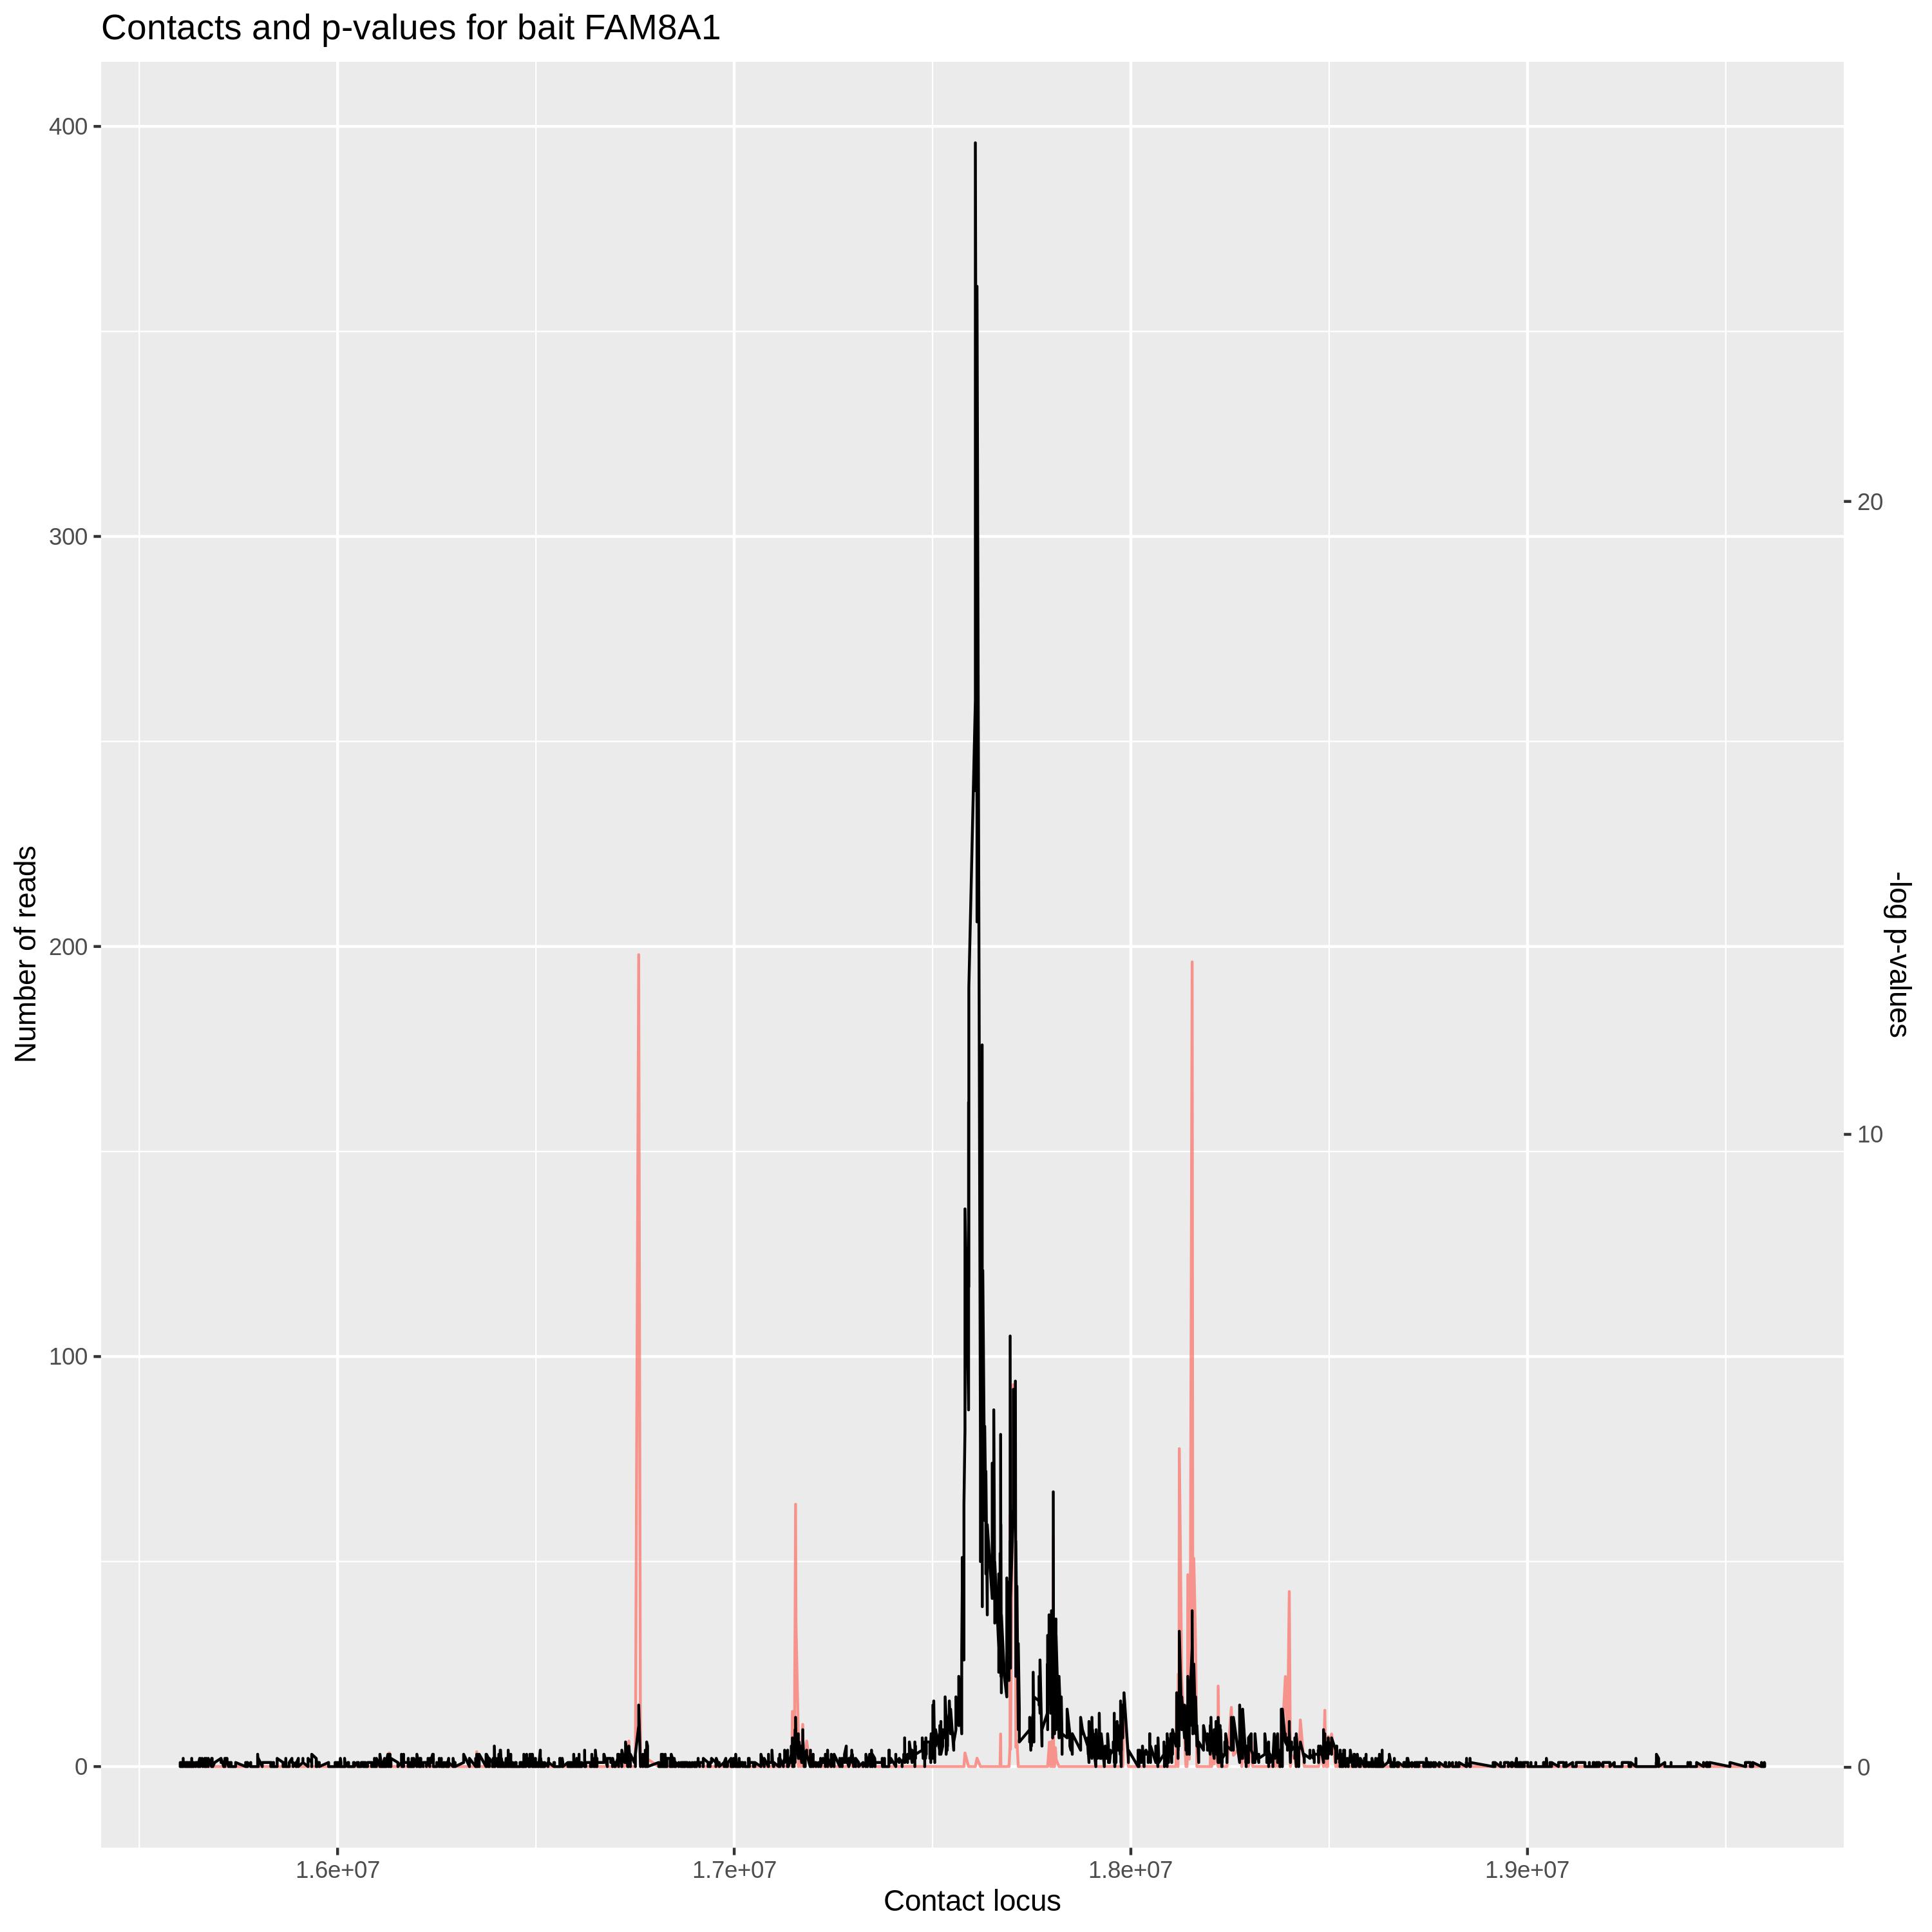 Contacts and p-values for bait FAM8A1
400
300
200
100
0
Number of reads
20
10
0
-log p-values
1.6e+07
1.7e+07
1.8e+07
1.9e+07
Contact locus